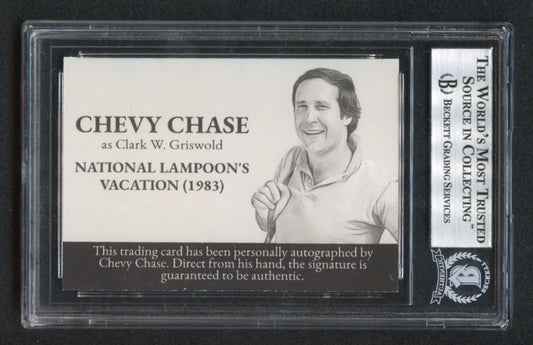 CHEVY CHASE
as Clark W. Griswold
NATIONAL LAMPOON'S
VACATION (1983)
This trading card has been personally autographed by
Chevy Chase. Direct from his hand, the signature is
guaranteed to be authentic.
THE WORLD'S MOST TRUSTED
SOURCE IN COLLECTING™
(B) BECKETT GRADING SERVICES
B